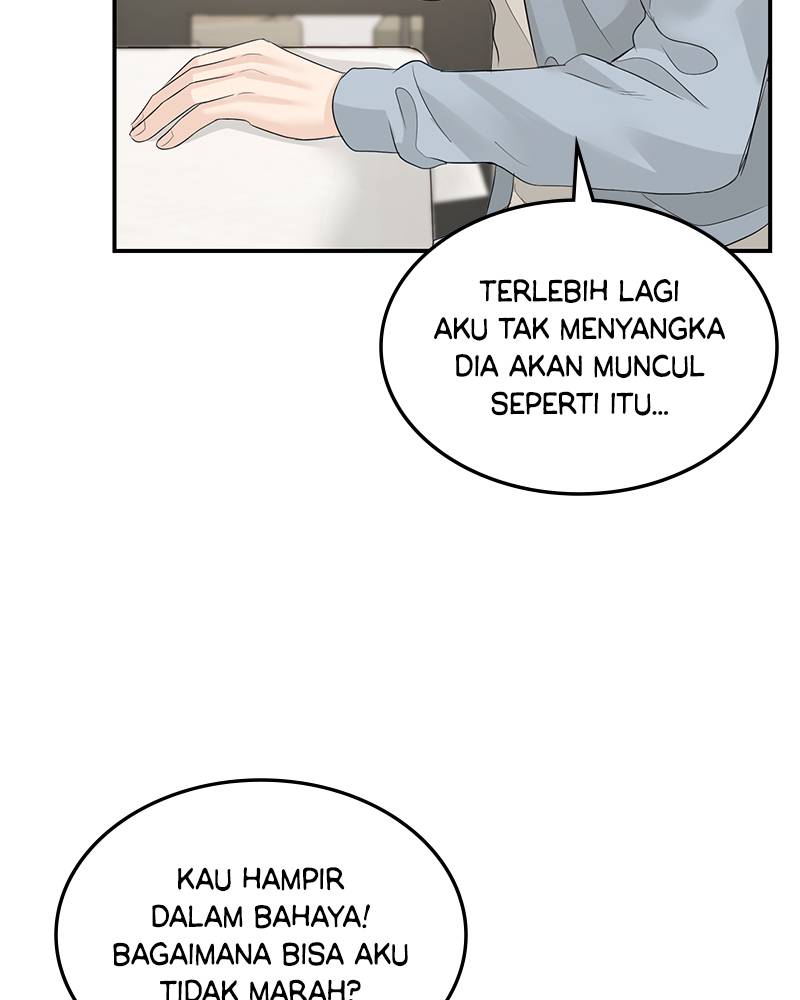 TERLEBIH LAGI
AKU TAK MENYANGKA
DIA AKAN MUNCUL
SEPERTI ITU...
KAU HAMPIR
DALAM BAHAYA!
BAGAIMANA BISA AKU
TIDAK MARAH?